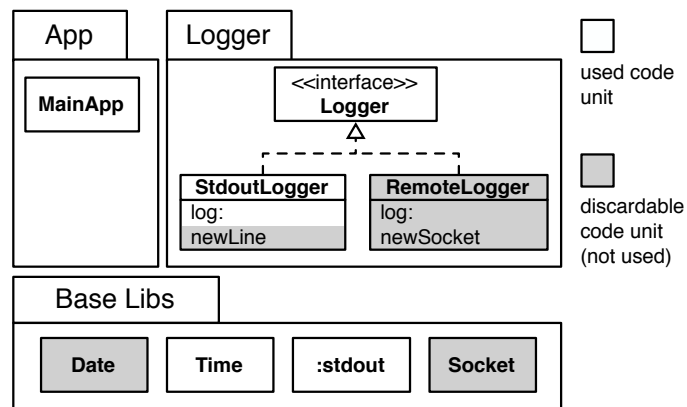 App
Logger
MainApp
<<interface>>
Logger
StdoutLogger
log:
newLine
RemoteLogger
log:
newSocket
used code
unit
discardable
code unit
(not used)
Base Libs
Date
Time
:stdout
Socket